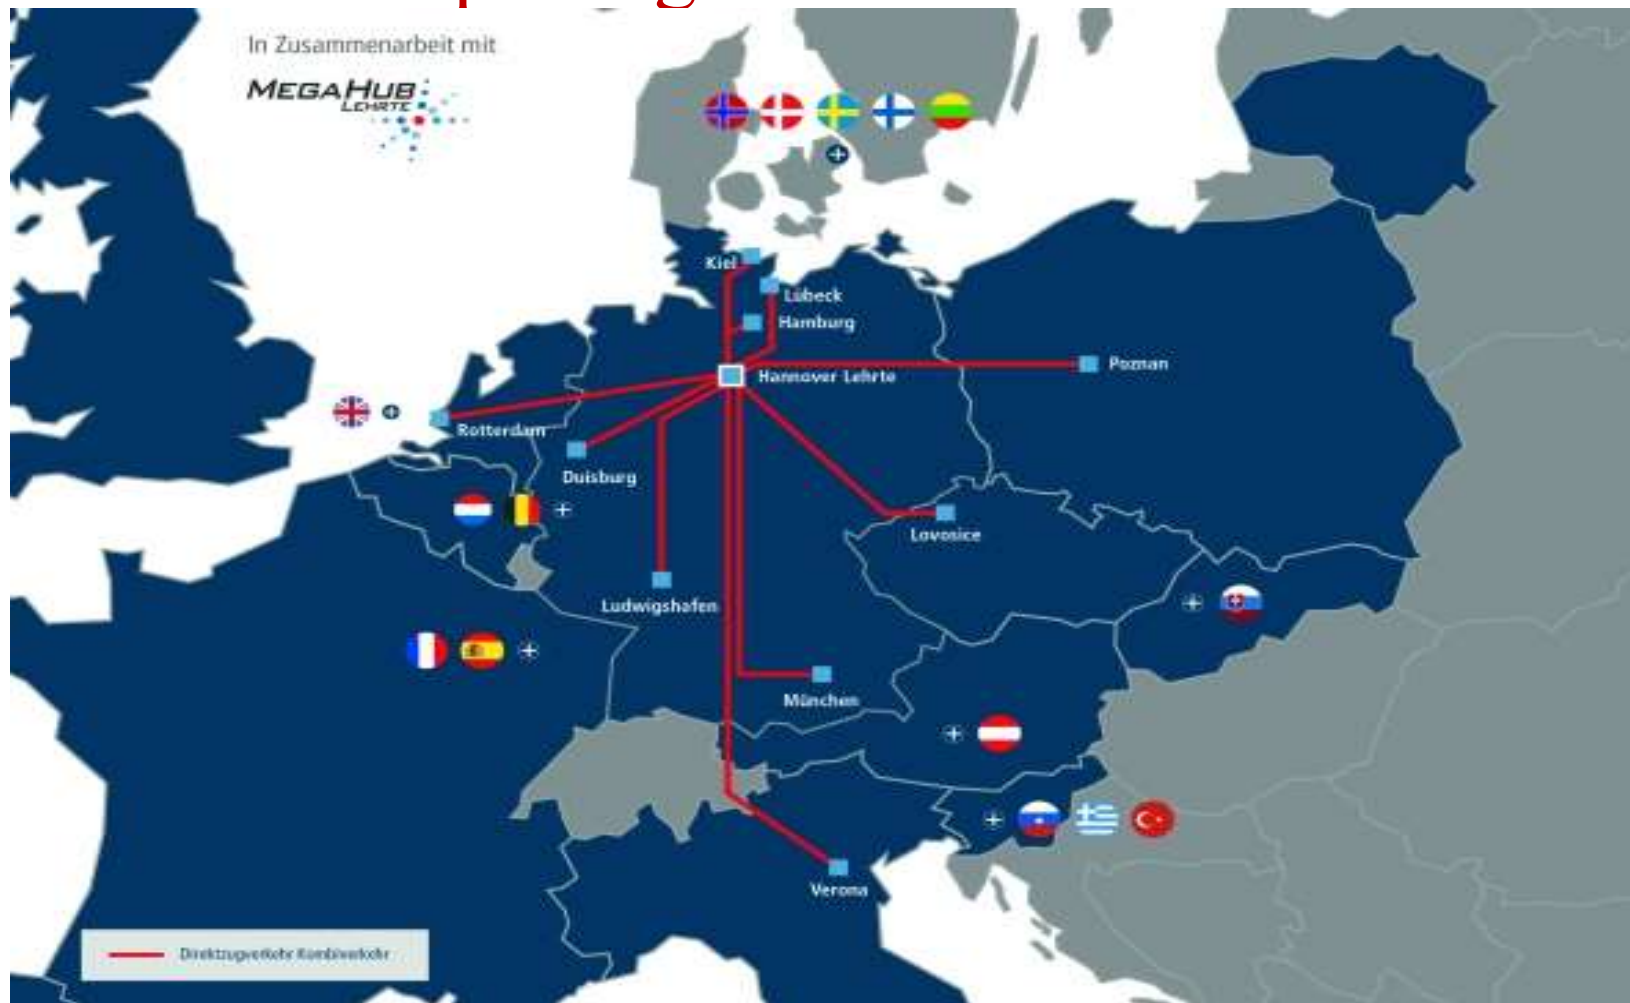 In Zusammenarbeit mit
MEGAHUB
LEHRTE
Kiel
Lübeck
Hamburg
Hannover Lehrte
Poznan
Rotterdam
Duisburg
Lovosice
Ludwigshafen
München
Verona
Direktzugverkehr Kombiverkehr